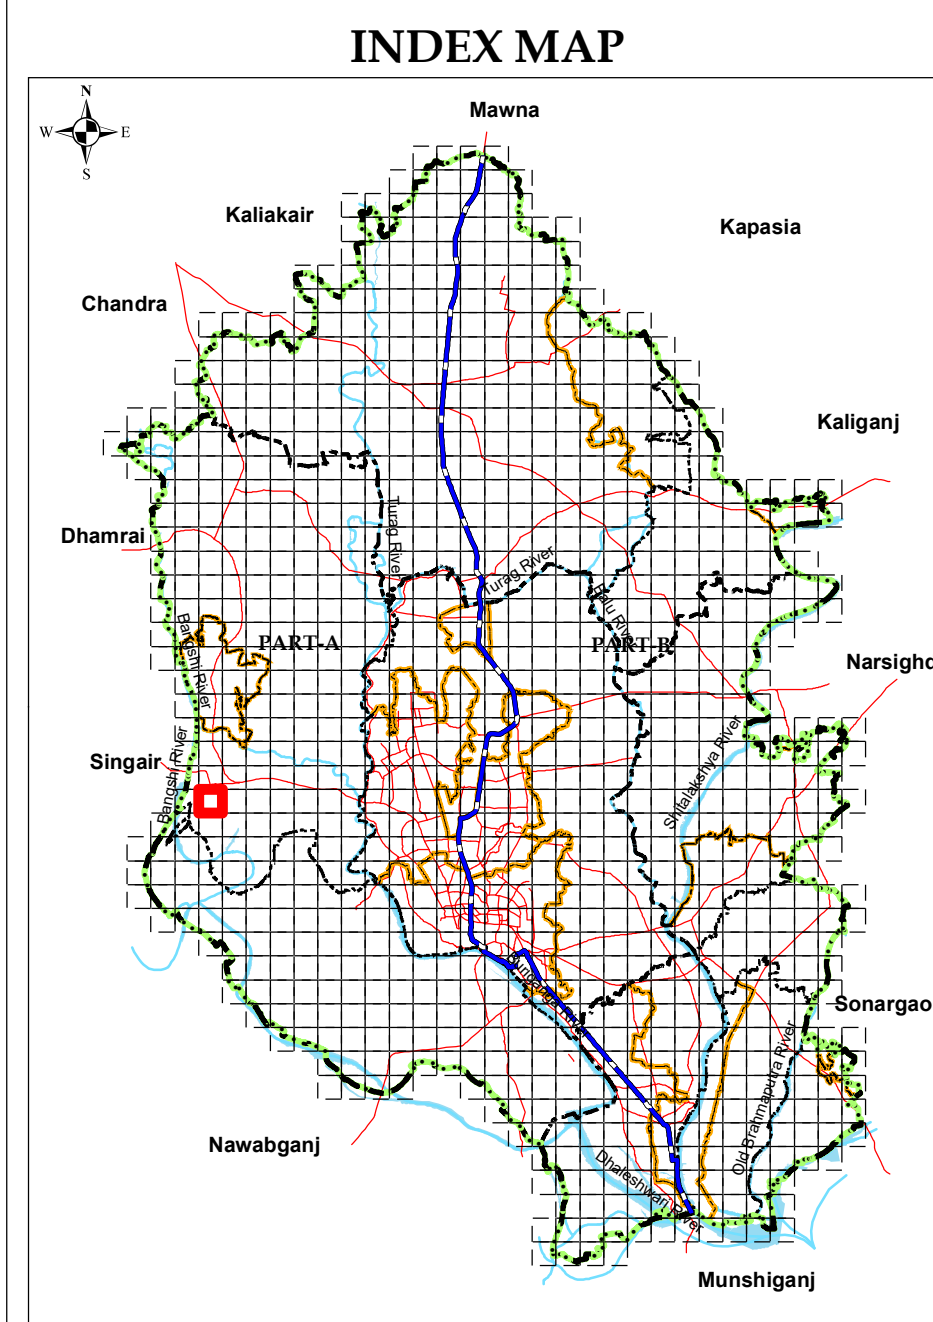 INDEX MAP
N
W E
S
Mawna
Kaliakair
Kapasia
Chandra
Kaliganj
Dhamrai
Turag River
Turag River
Balu River
Bangshi River
PART-A
PART-B
Narsighd
Singair
Bangshi River
Shitalakshya River
Buriganga River
Sonargao
Old Brahmaputra River
Nawabganj
Dhaleshwari River
Munshiganj